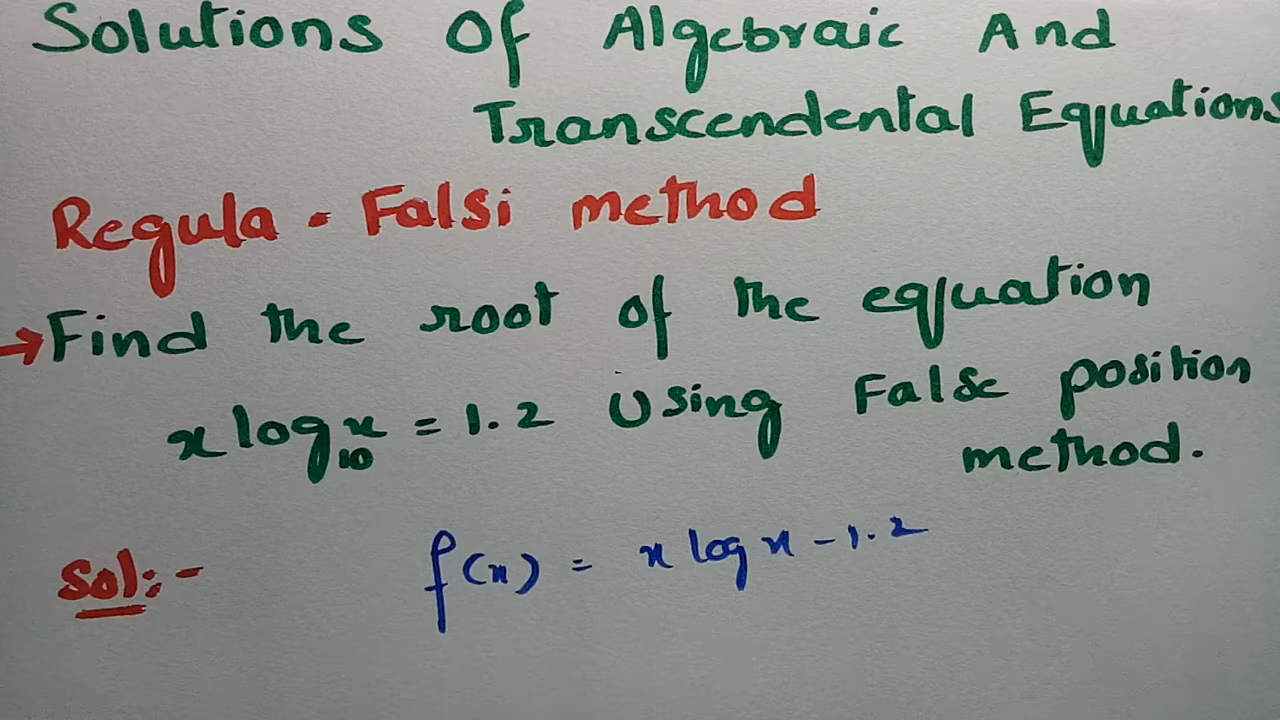 Solutions Of Algebraic And
Transcendental Equations
Regula - Falsi method
→ Find the root of the equation
x log₁₀ x = 1.2 Using False position
method.
Sol:- f(x) = x log x - 1.2